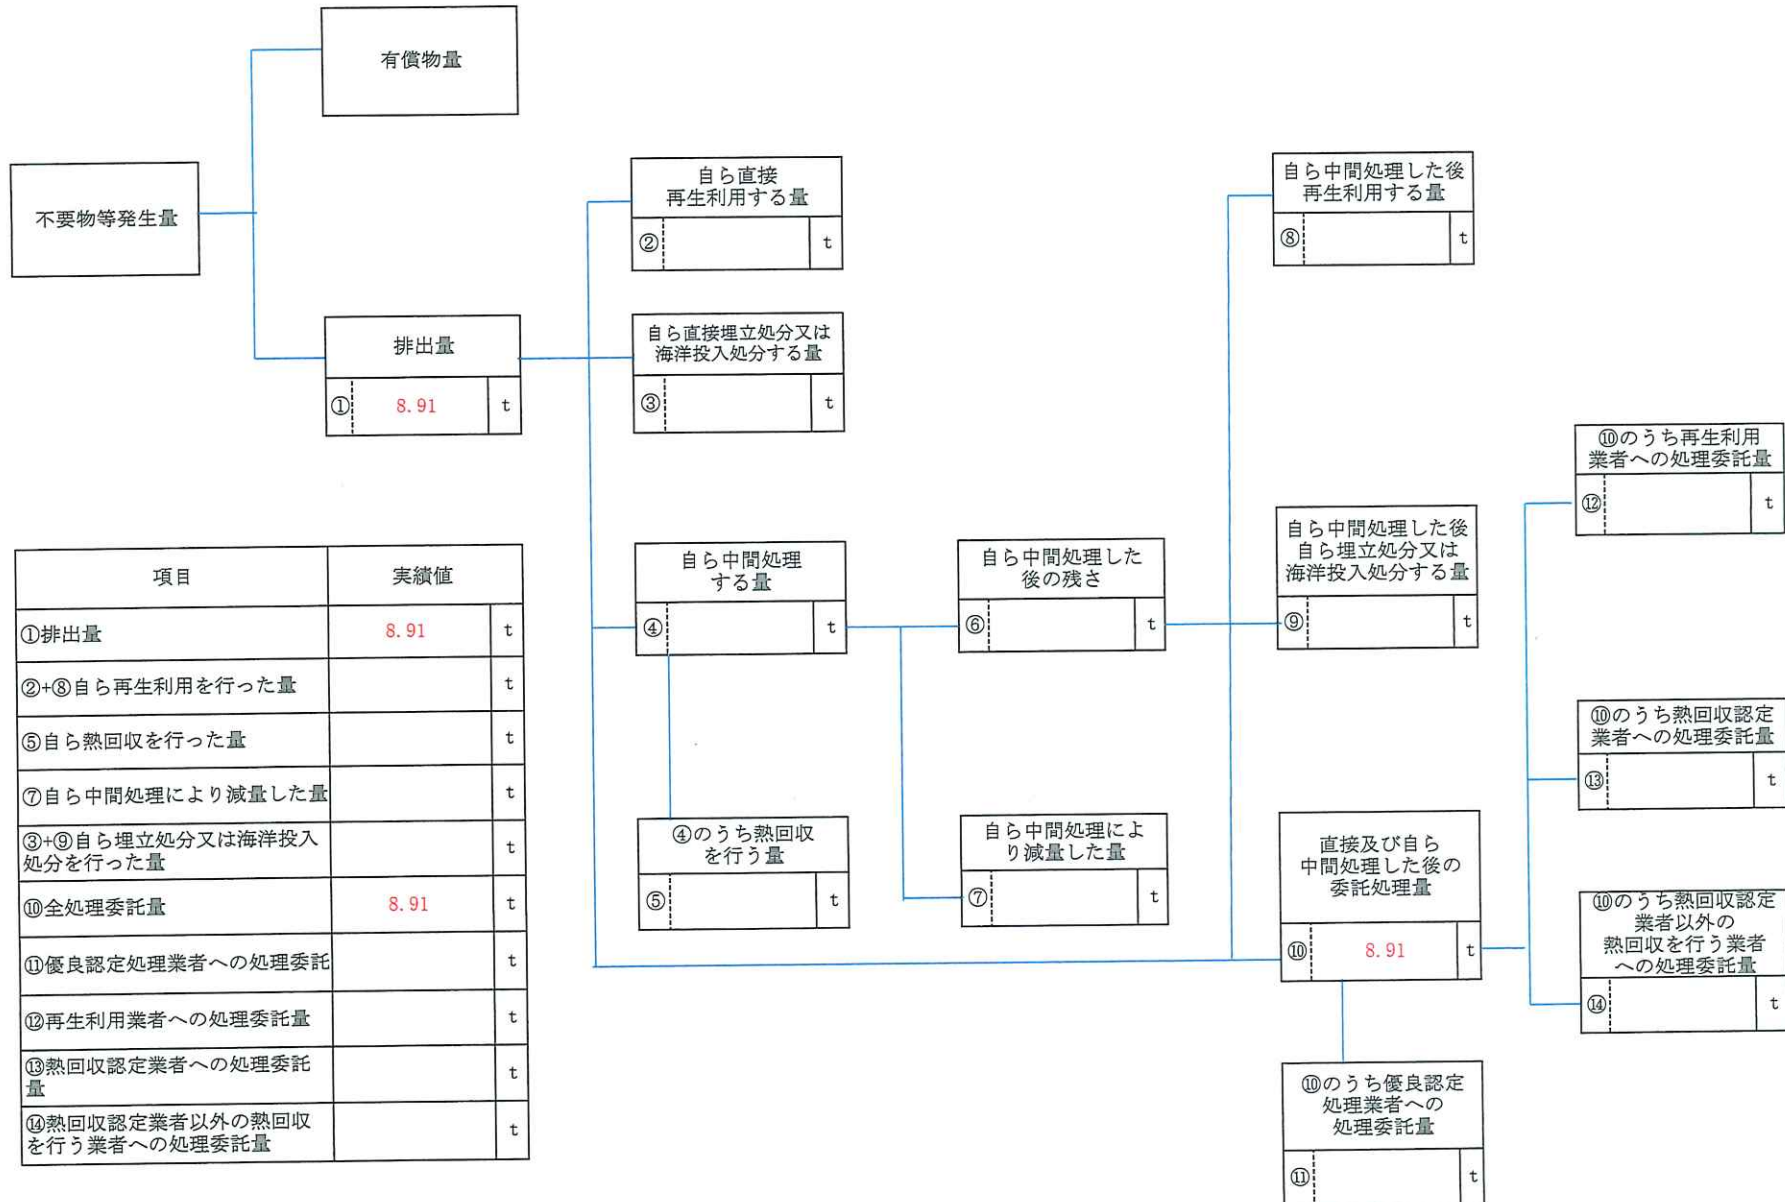 有償物量
不要物等発生量
排出量
① 8.91 t
自ら直接
再生利用する量
② t
自ら直接埋立処分又は
海洋投入処分する量
③ t
自ら中間処理
する量
④ t
④のうち熱回収
を行う量
⑤ t
自ら中間処理した
後の残さ
⑥ t
自ら中間処理によ
り減量した量
⑦ t
自ら中間処理した後
再生利用する量
⑧ t
自ら中間処理した後
自ら埋立処分又は
海洋投入処分する量
⑨ t
直接及び自ら
中間処理した後の
委託処理量
⑩ 8.91 t
⑩のうち優良認定
処理業者への
処理委託量
⑪ t
⑩のうち再生利用
業者への処理委託量
⑫ t
⑩のうち熱回収認定
業者への処理委託量
⑬ t
⑩のうち熱回収認定
業者以外の
熱回収を行う業者
への処理委託量
⑭ t
項目 実績値
①排出量 8.91 t
②+⑧自ら再生利用を行った量 t
⑤自ら熱回収を行った量 t
⑦自ら中間処理により減量した量 t
③+⑨自ら埋立処分又は海洋投入
処分を行った量 t
⑩全処理委託量 8.91 t
⑪優良認定処理業者への処理委託 t
⑫再生利用業者への処理委託量 t
⑬熱回収認定業者への処理委託
量 t
⑭熱回収認定業者以外の熱回収
を行う業者への処理委託量 t